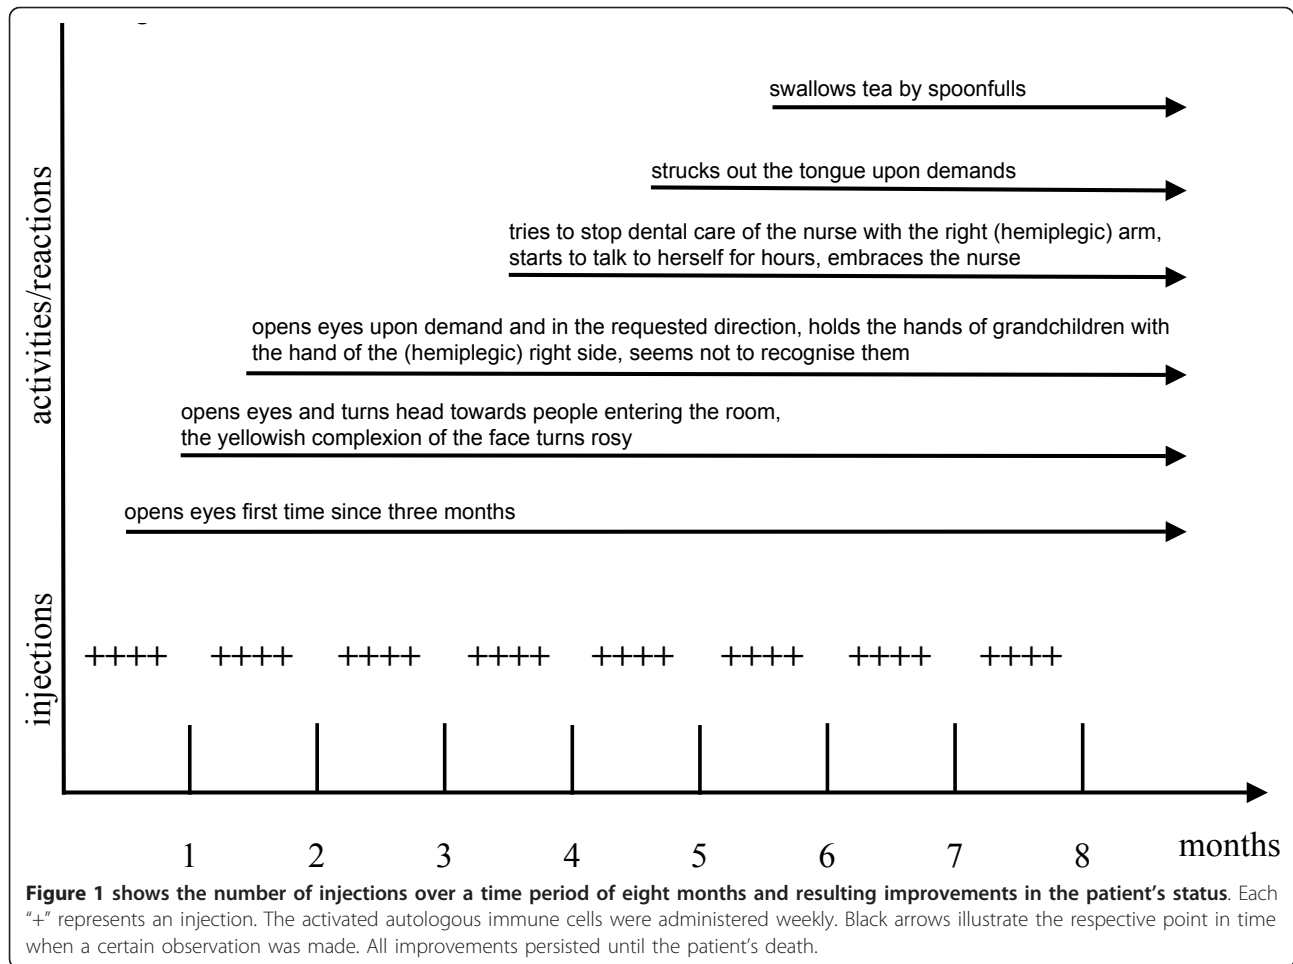 swallows tea by spoonfulls
strucks out the tongue upon demands
tries to stop dental care of the nurse with the right (hemiplegic) arm,
starts to talk to herself for hours, embraces the nurse
opens eyes upon demand and in the requested direction, holds the hands of grandchildren with
the hand of the (hemiplegic) right side, seems not to recognise them
opens eyes and turns head towards people entering the room,
the yellowish complexion of the face turns rosy
opens eyes first time since three months
activities/reactions
injections
++++ ++++ ++++ ++++ ++++ ++++ ++++ ++++
1 2 3 4 5 6 7 8 months
Figure 1 shows the number of injections over a time period of eight months and resulting improvements in the patient's status. Each
"+" represents an injection. The activated autologous immune cells were administered weekly. Black arrows illustrate the respective point in time
when a certain observation was made. All improvements persisted until the patient's death.